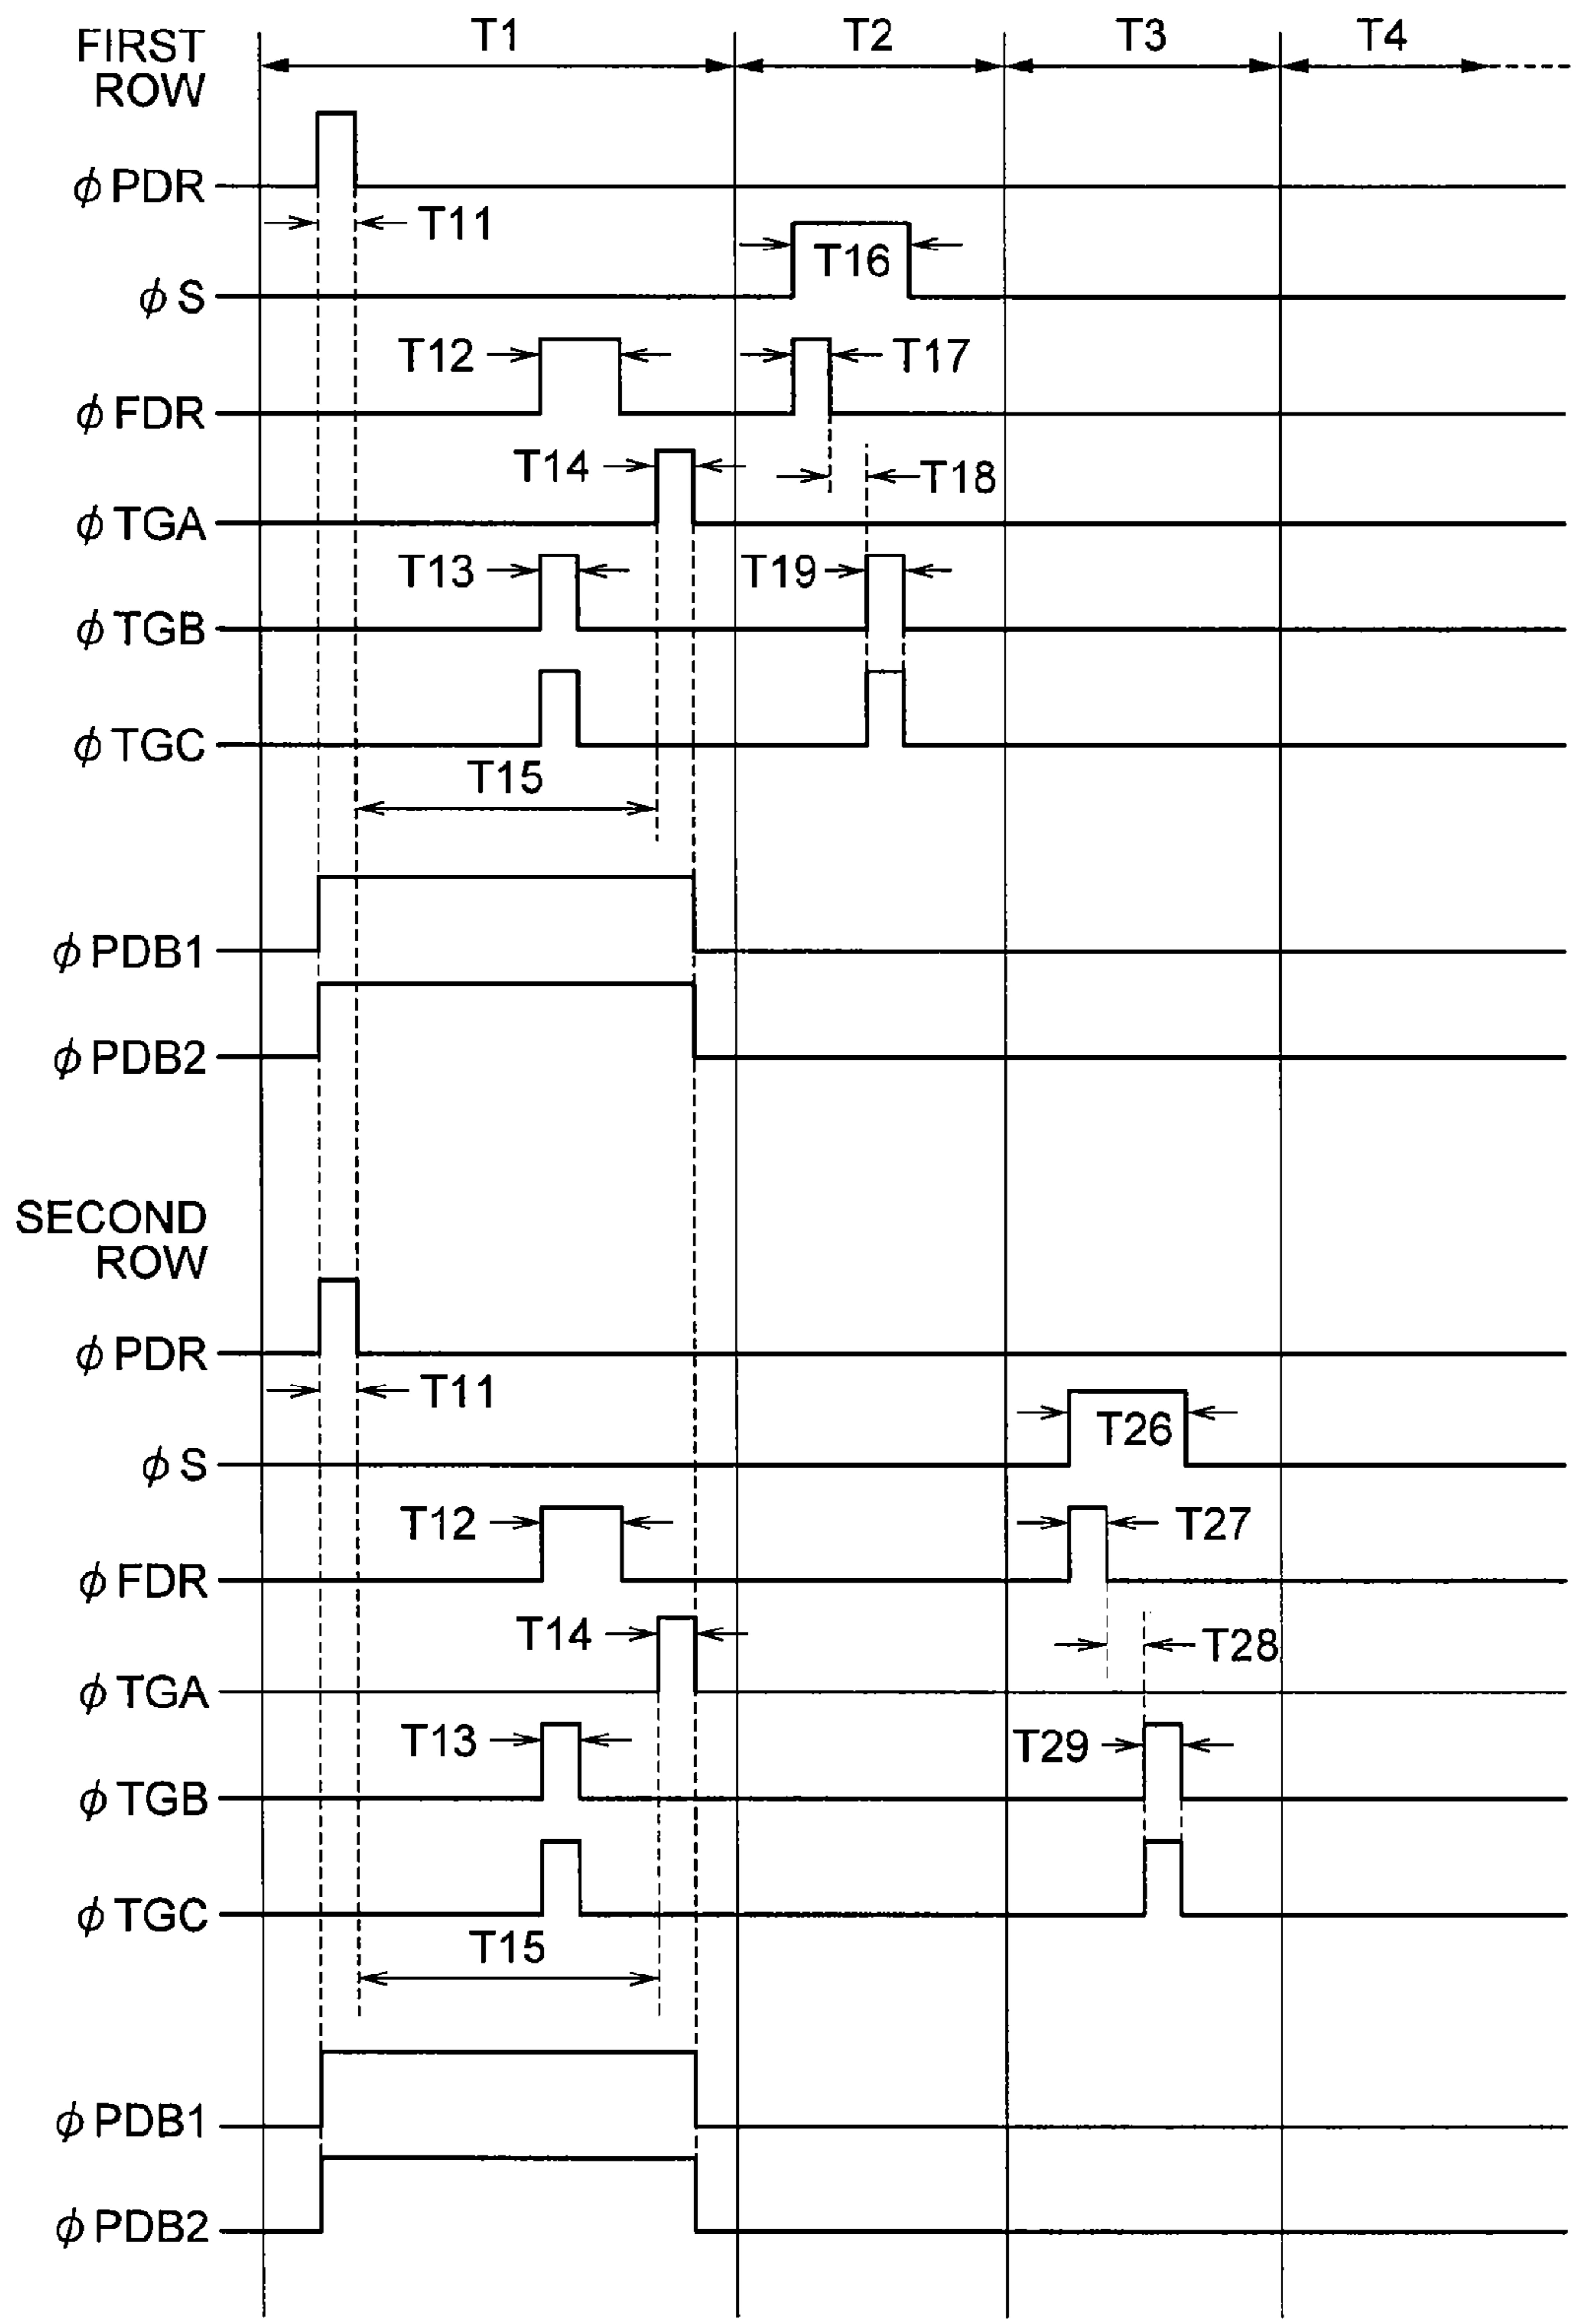 FIRST ROW
T1 T2 T3 T4
φPDR
T11
φS
T16
T12
T17
φFDR
T14
T18
φTGA
T13
T19
φTGB
φTGC
T15
φPDB1
φPDB2
SECOND ROW
φPDR
T11
φS
T26
T12
T27
φFDR
T14
T28
φTGA
T13
T29
φTGB
φTGC
T15
φPDB1
φPDB2